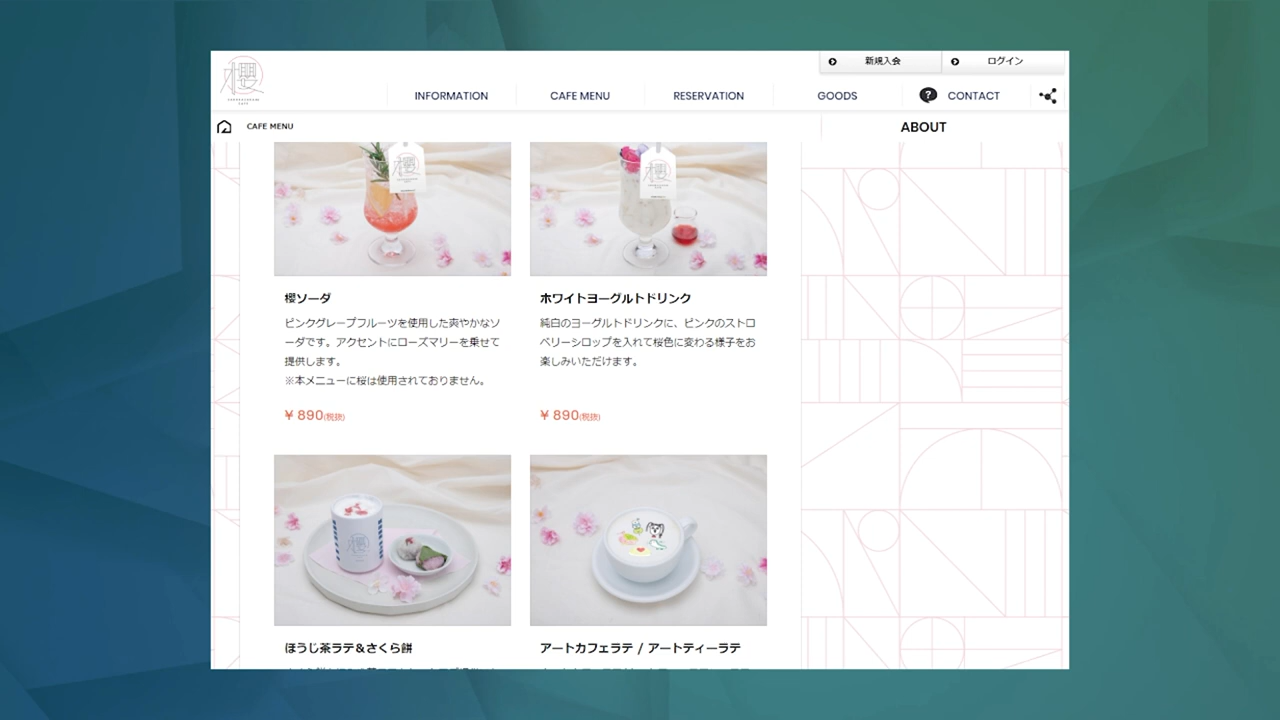 櫻
新規入会
ログイン
INFORMATION
CAFE MENU
RESERVATION
GOODS
CONTACT
CAFE MENU
ABOUT
櫻
櫻
櫻ソーダ
ピンクグレープフルーツを使用した爽やかなソ
ーダです。アクセントにローズマリーを乗せて
提供します。
※本メニューに桜は使用されておりません。
¥ 890(税抜)
ホワイトヨーグルトドリンク
純白のヨーグルトドリンクに、ピンクのストロ
ベリーシロップを入れて桜色に変わる様子をお
楽しみいただけます。
¥ 890(税抜)
櫻
ほうじ茶ラテ＆さくら餅
アートカフェラテ / アートティーラテ